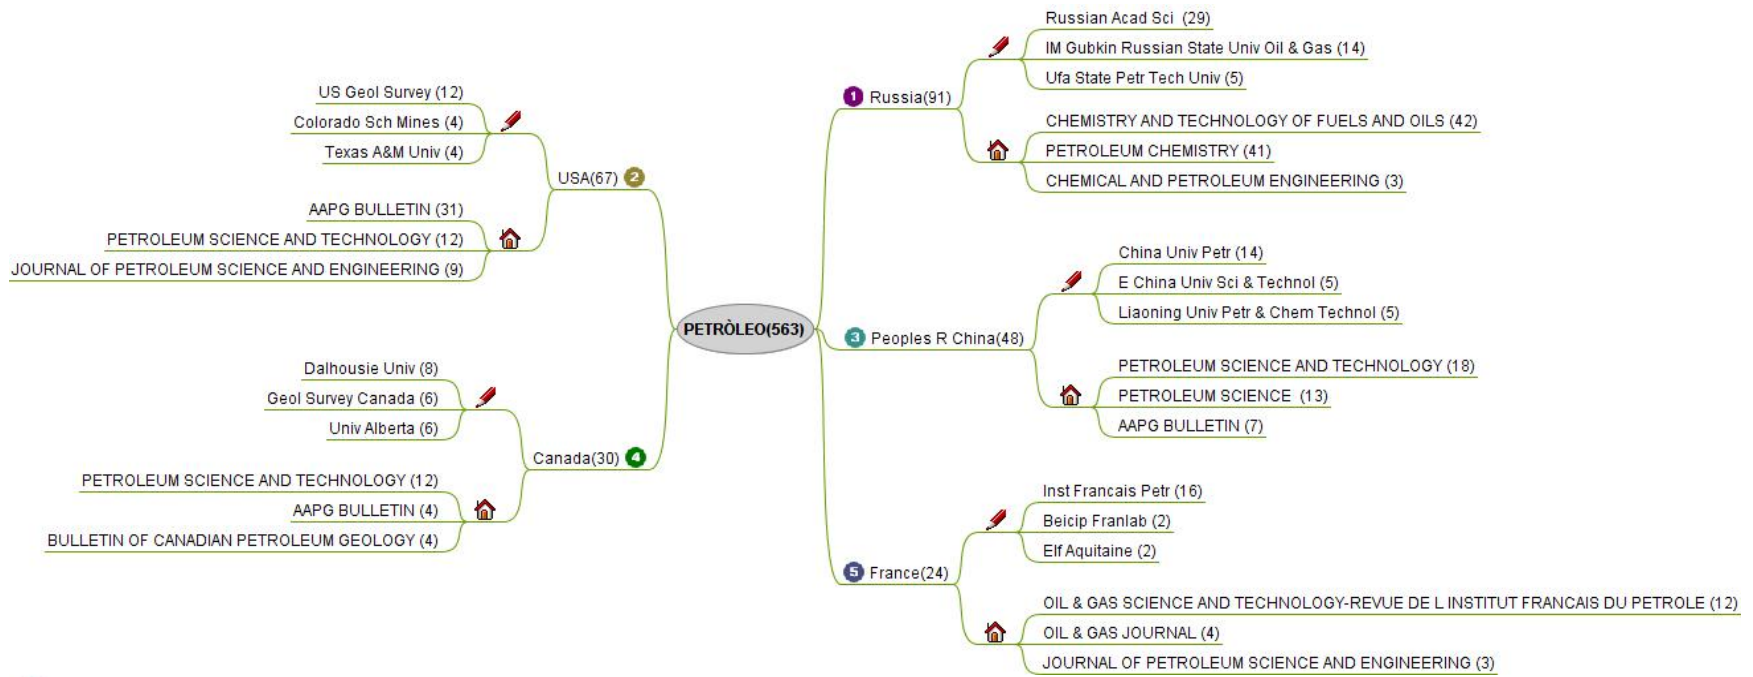 PETRÒLEO(563)
1 Russia(91)
Russian Acad Sci (29)
IM Gubkin Russian State Univ Oil & Gas (14)
Ufa State Petr Tech Univ (5)
CHEMISTRY AND TECHNOLOGY OF FUELS AND OILS (42)
PETROLEUM CHEMISTRY (41)
CHEMICAL AND PETROLEUM ENGINEERING (3)
USA(67) 2
US Geol Survey (12)
Colorado Sch Mines (4)
Texas A&M Univ (4)
AAPG BULLETIN (31)
PETROLEUM SCIENCE AND TECHNOLOGY (12)
JOURNAL OF PETROLEUM SCIENCE AND ENGINEERING (9)
3 Peoples R China(48)
China Univ Petr (14)
E China Univ Sci & Technol (5)
Liaoning Univ Petr & Chem Technol (5)
PETROLEUM SCIENCE AND TECHNOLOGY (18)
PETROLEUM SCIENCE (13)
AAPG BULLETIN (7)
Canada(30) 4
Dalhousie Univ (8)
Geol Survey Canada (6)
Univ Alberta (6)
PETROLEUM SCIENCE AND TECHNOLOGY (12)
AAPG BULLETIN (4)
BULLETIN OF CANADIAN PETROLEUM GEOLOGY (4)
5 France(24)
Inst Francais Petr (16)
Beicip Franlab (2)
Elf Aquitaine (2)
OIL & GAS SCIENCE AND TECHNOLOGY-REVUE DE L INSTITUT FRANCAIS DU PETROLE (12)
OIL & GAS JOURNAL (4)
JOURNAL OF PETROLEUM SCIENCE AND ENGINEERING (3)